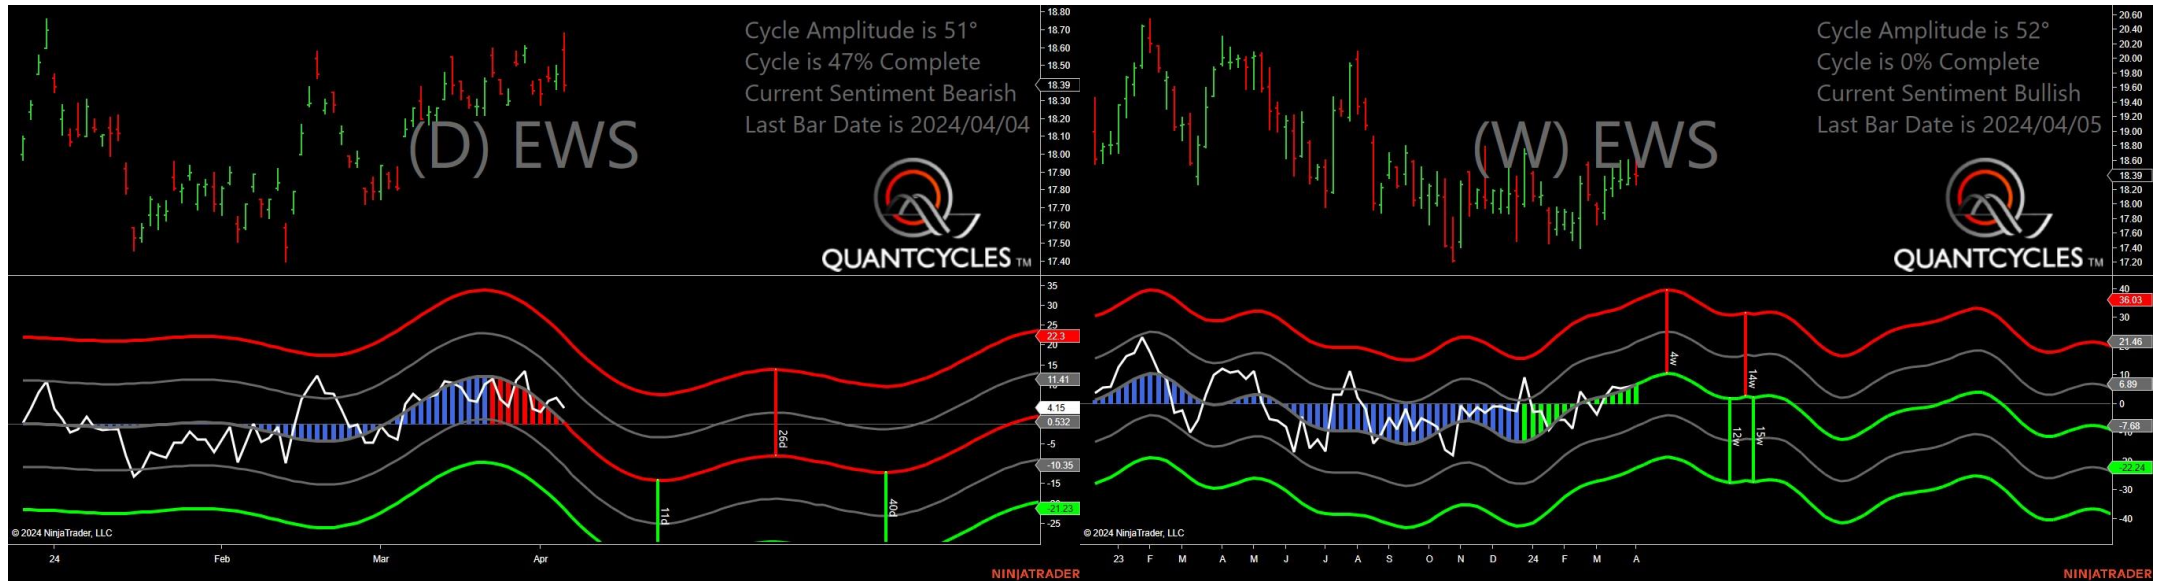 Cycle Amplitude is 51°
Cycle is 47% Complete
Current Sentiment Bearish
Last Bar Date is 2024/04/04
(D) EWS
QUANTCYCLES TM
18.80
18.70
18.60
18.50
18.39
18.30
18.20
18.10
18.00
17.90
17.80
17.70
17.60
17.50
17.40
35
30
25
22.3
20
15
11.41
4.15
0.532
-5
-10.35
-15
-21.23
-25
26d
11d
40d
© 2024 NinjaTrader, LLC
24
Feb
Mar
Apr
NINJATRADER
Cycle Amplitude is 52°
Cycle is 0% Complete
Current Sentiment Bullish
Last Bar Date is 2024/04/05
(W) EWS
QUANTCYCLES TM
20.60
20.40
20.20
20.00
19.80
19.60
19.40
19.20
19.00
18.80
18.60
18.39
18.20
18.00
17.80
17.60
17.40
17.20
40
36.03
30
21.46
10
6.89
0
-7.68
-22.24
-30
-40
4w
14w
12w
15w
© 2024 NinjaTrader, LLC
23
F
M
A
M
J
J
A
S
O
N
D
24
F
M
A
NINJATRADER